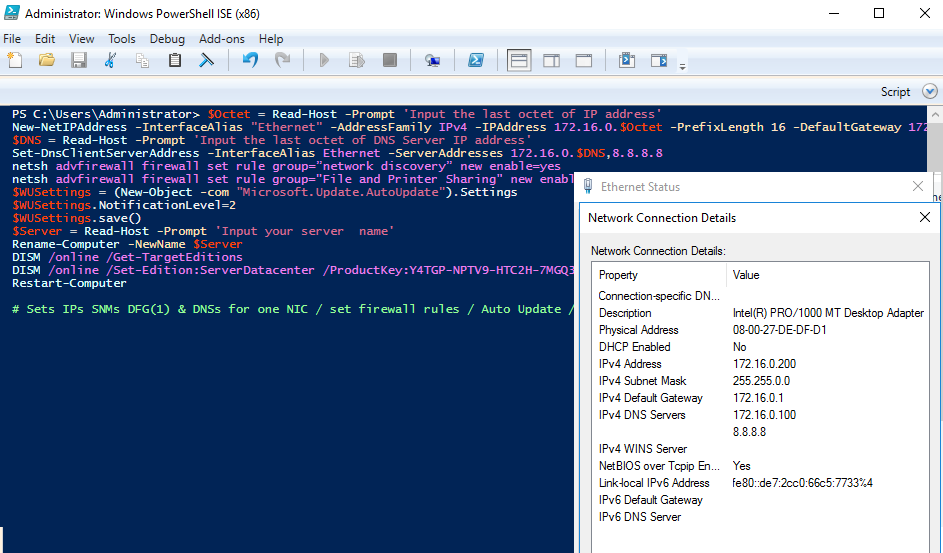 Administrator: Windows PowerShell ISE (x86)
File Edit View Tools Debug Add-ons Help
Script
PS C:\Users\Administrator> $Octet = Read-Host -Prompt 'Input the last octet of IP address'
New-NetIPAddress -InterfaceAlias "Ethernet" -AddressFamily IPv4 -IPAddress 172.16.0.$Octet -PrefixLength 16 -DefaultGateway 172
$DNS = Read-Host -Prompt 'Input the last octet of DNS Server IP address'
Set-DnsClientServerAddress -InterfaceAlias Ethernet -ServerAddresses 172.16.0.$DNS,8.8.8.8
netsh advfirewall firewall set rule group="network discovery" new enable=yes
netsh advfirewall firewall set rule group="File and Printer Sharing" new enabl
$WUSettings = (New-Object -com "Microsoft.Update.AutoUpdate").Settings
$WUSettings.NotificationLevel=2
$WUSettings.save()
$Server = Read-Host -Prompt 'Input your server  name'
Rename-Computer -NewName $Server
DISM /online /Get-TargetEditions
DISM /online /Set-Edition:ServerDatacenter /ProductKey:Y4TGP-NPTV9-HTC2H-7MGQ3
Restart-Computer
# Sets IPs SNMs DFG(1) & DNSs for one NIC / set firewall rules / Auto Update /
Ethernet Status
Network Connection Details
Network Connection Details:
Property Value
Connection-specific DN...
Description Intel(R) PRO/1000 MT Desktop Adapter
Physical Address 08-00-27-DE-DF-D1
DHCP Enabled No
IPv4 Address 172.16.0.200
IPv4 Subnet Mask 255.255.0.0
IPv4 Default Gateway 172.16.0.1
IPv4 DNS Servers 172.16.0.100
8.8.8.8
IPv4 WINS Server
NetBIOS over Tcpip En... Yes
Link-local IPv6 Address fe80::de7:2cc0:66c5:7733%4
IPv6 Default Gateway
IPv6 DNS Server